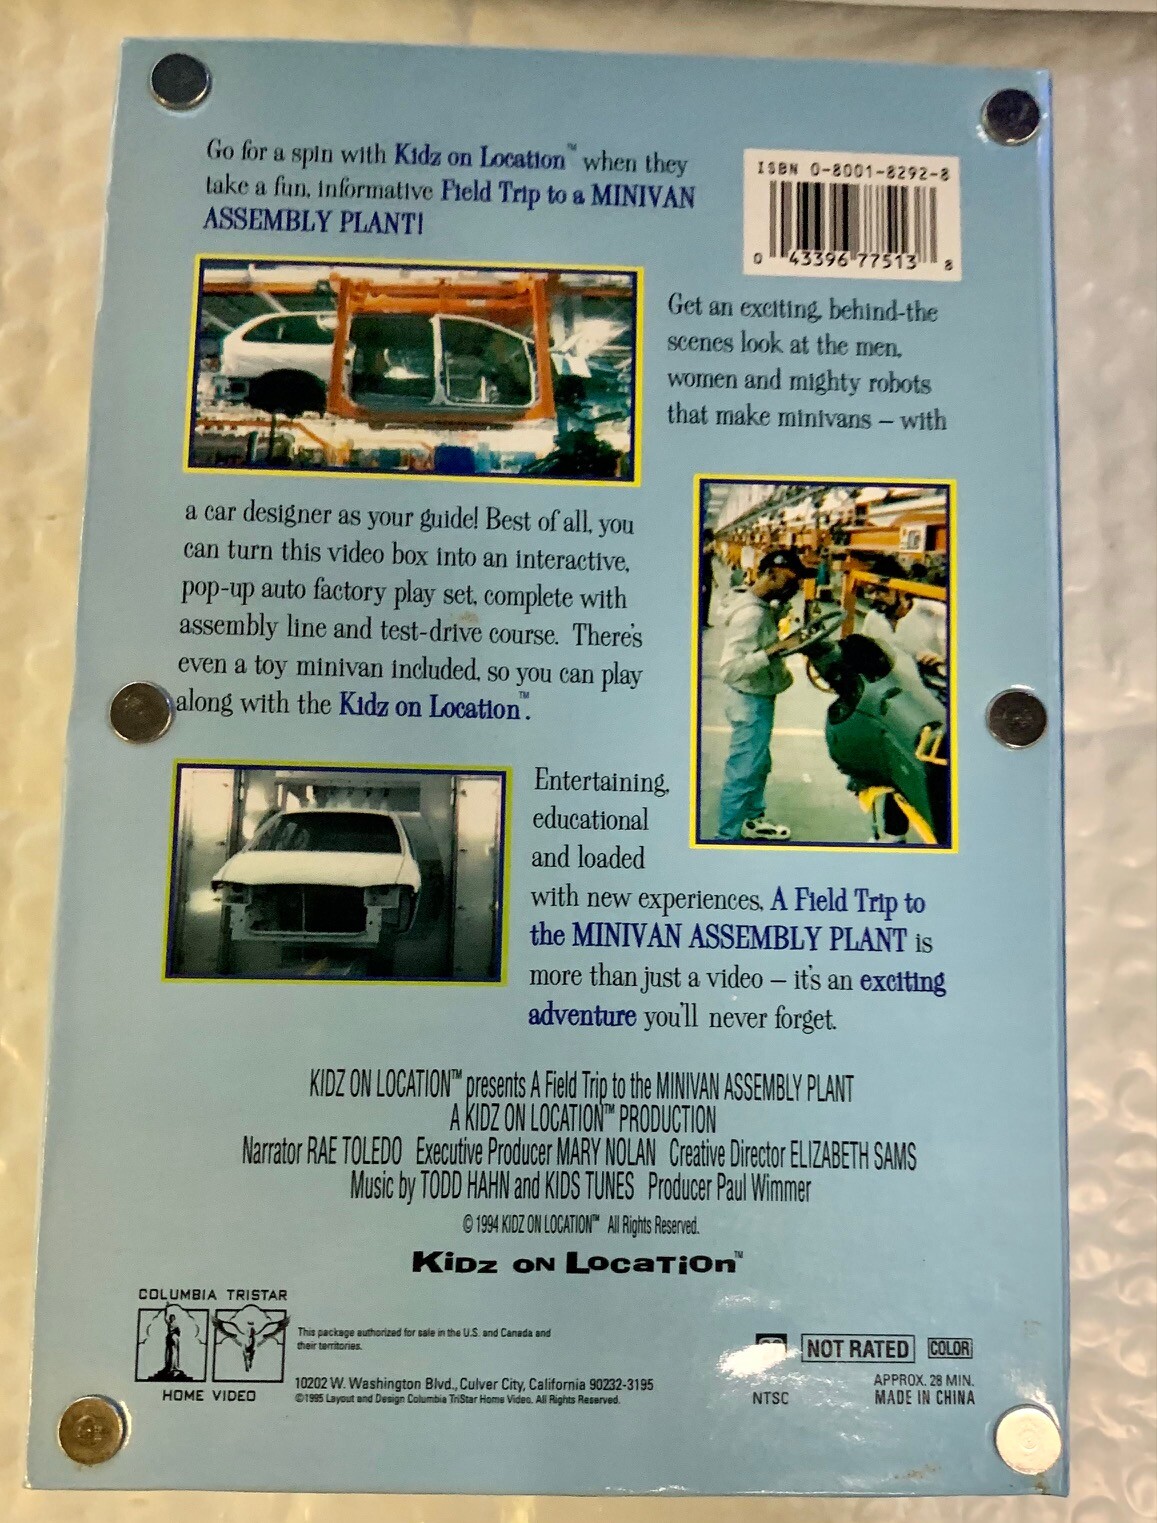 Go for a spin with Kidz on Location™ when they
take a fun, informative Field Trip to a MINIVAN
ASSEMBLY PLANT!
ISBN 0-8001-8292-8
0 43396 77513 8
Get an exciting, behind-the
scenes look at the men,
women and mighty robots
that make minivans – with
a car designer as your guide! Best of all, you
can turn this video box into an interactive,
pop-up auto factory play set, complete with
assembly line and test-drive course. There's
even a toy minivan included, so you can play
along with the Kidz on Location™.
Entertaining,
educational
and loaded
with new experiences, A Field Trip to
the MINIVAN ASSEMBLY PLANT is
more than just a video – it's an exciting
adventure you'll never forget.
KIDZ ON LOCATION™ presents A Field Trip to the MINIVAN ASSEMBLY PLANT
A KIDZ ON LOCATION™ PRODUCTION
Narrator RAE TOLEDO Executive Producer MARY NOLAN Creative Director ELIZABETH SAMS
Music by TODD HAHN and KIDS TUNES Producer Paul Wimmer
© 1994 KIDZ ON LOCATION™ All Rights Reserved.
KiDz ON LocaTiOn™
COLUMBIA TRISTAR
HOME VIDEO
This package authorized for sale in the U.S. and Canada and
their territories.
10202 W. Washington Blvd., Culver City, California 90232-3195
©1995 Layout and Design Columbia TriStar Home Video. All Rights Reserved.
NOT RATED COLOR
NTSC
APPROX. 28 MIN.
MADE IN CHINA